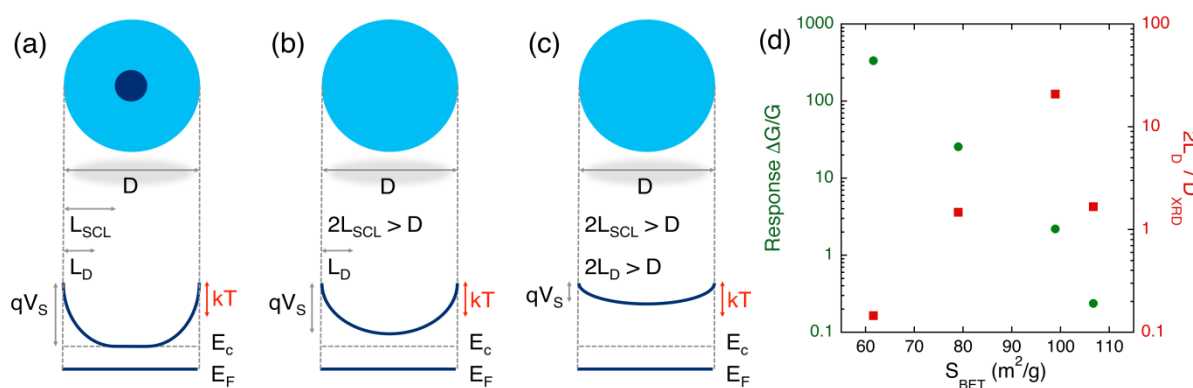 (a)
D
L_SCL
L_D
qV_S
kT
E_c
E_F
(b)
D
2L_SCL > D
L_D
qV_S
kT
E_c
E_F
(c)
D
2L_SCL > D
2L_D > D
qV_S
kT
E_c
E_F
(d)
Response ΔG/G
1000
100
10
1
0.1
60 70 80 90 100 110
S_BET (m²/g)
100
10
1
0.1
2L_D / D_XRD